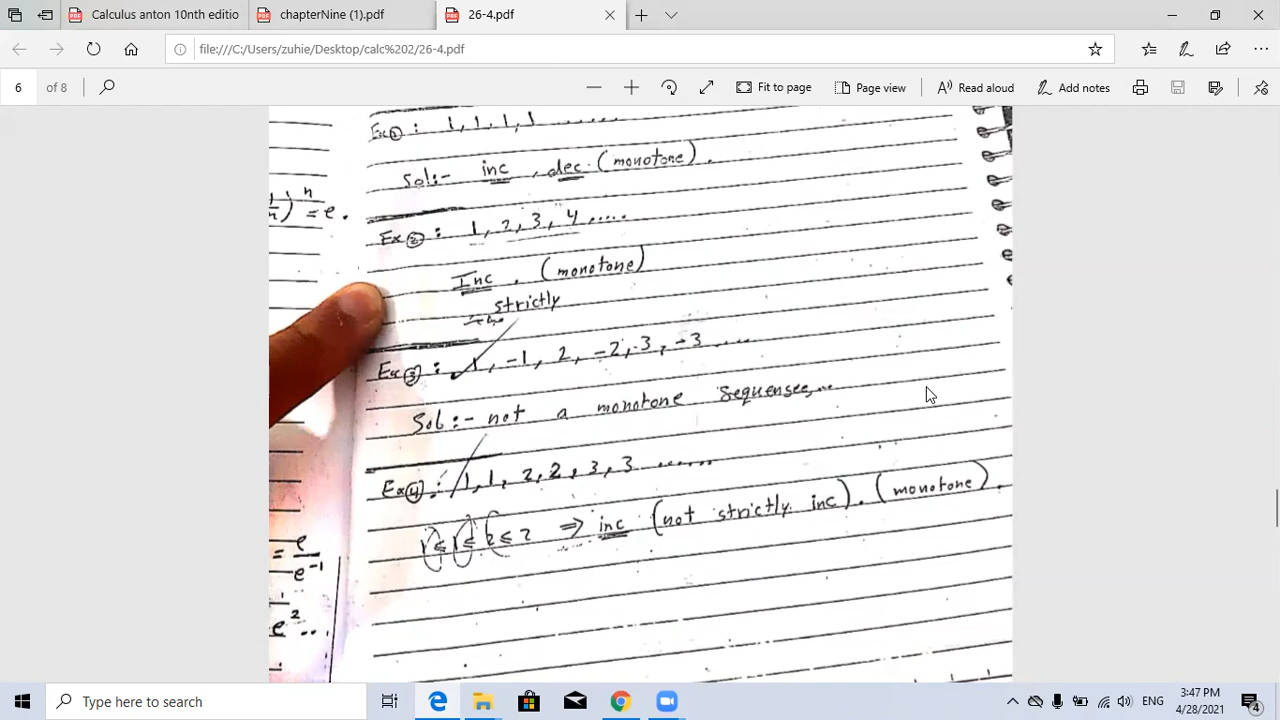 Calculus anton 10th editio
chapterNine (1).pdf
26-4.pdf
file:///C:/Users/zuhie/Desktop/calc%202/26-4.pdf
6 of 8
Fit to page
Page view
Read aloud
Add notes
Ex① : 1, 1, 1, 1 ......
Sol:- inc , dec. (monotone).
n
= e.
Ex② : 1, 2, 3, 4 .....
Inc . (monotone)
strictly
Ex③ : 1, -1, 2, -2, 3, -3 .....
Sol:- not a monotone sequensee...
Ex④ : 1, 1, 2, 2, 3, 3 ......
1 ≤ 1 ≤ 2 ≤ 2 ⇒ inc (not strictly inc). (monotone).
= e
e⁻¹
e² ..
Type here to search
ENG
3:47 PM
4/28/2021
4